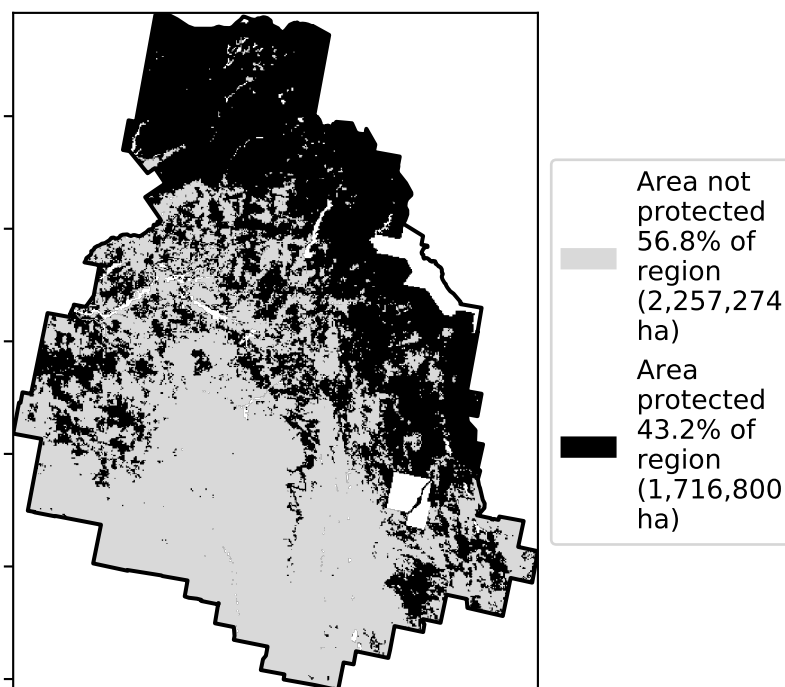 Area not
protected
56.8% of
region
(2,257,274
ha)
Area
protected
43.2% of
region
(1,716,800
ha)